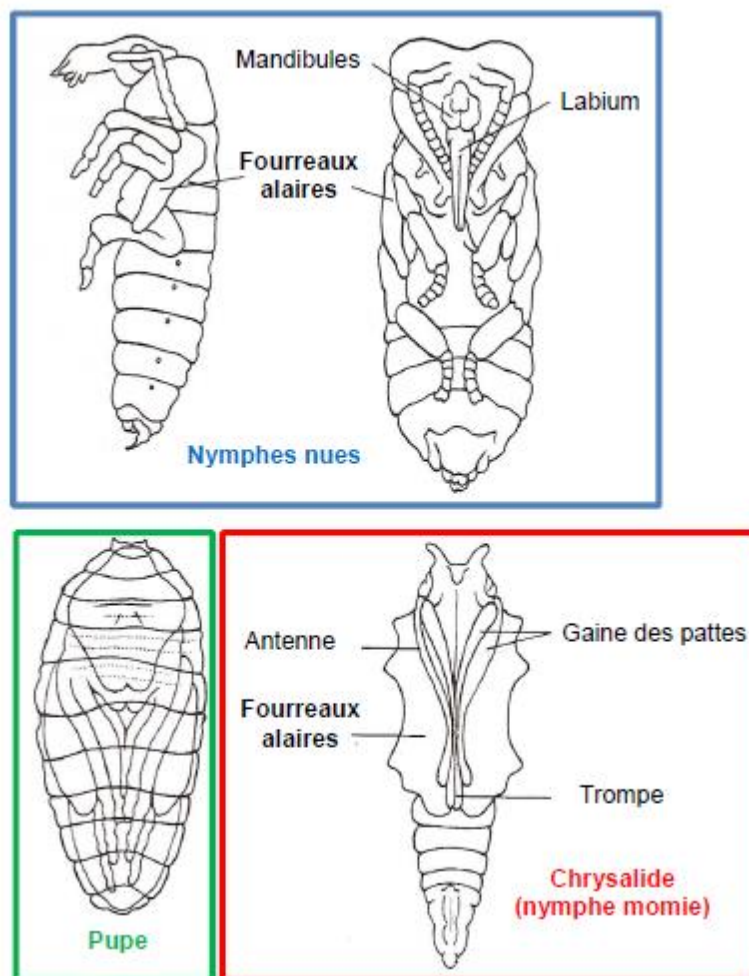 Mandibules
Labium
Fourreaux
alaires
Nymphes nues
Pupe
Antenne
Gaine des pattes
Fourreaux
alaires
Trompe
Chrysalide
(nymphe momie)